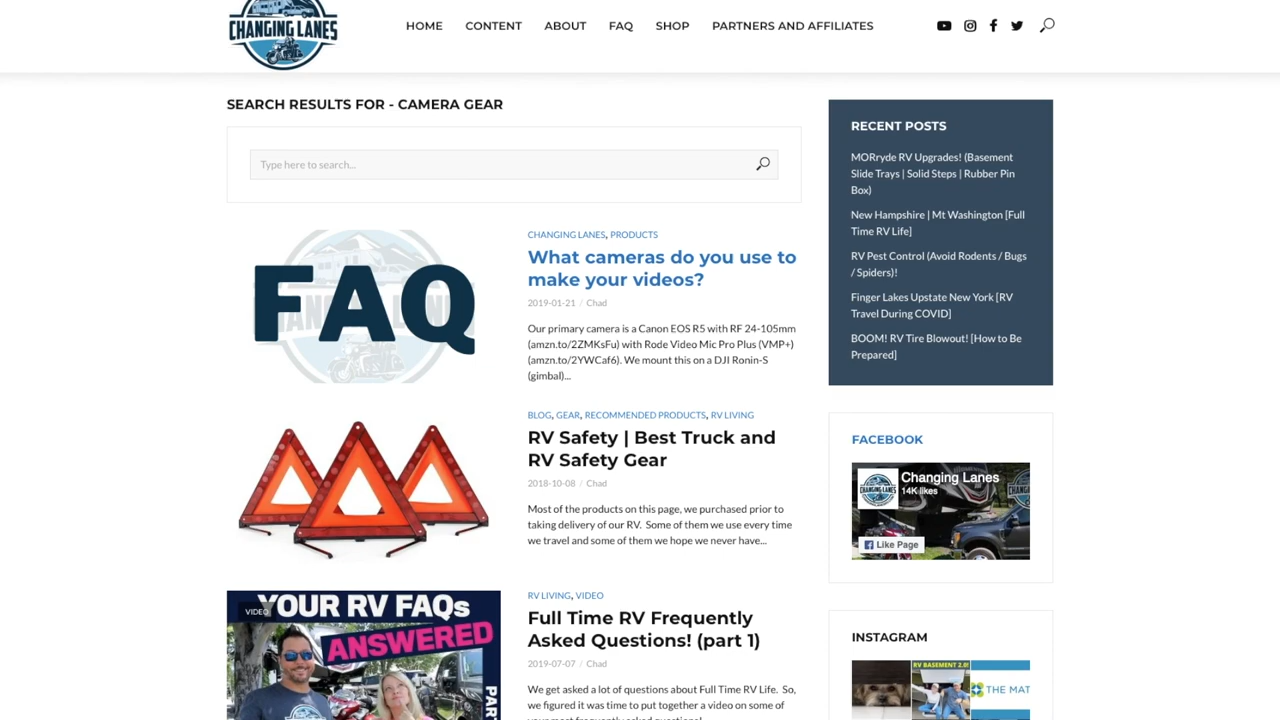 CHANGING LANES
HOME
CONTENT
ABOUT
FAQ
SHOP
PARTNERS AND AFFILIATES
SEARCH RESULTS FOR - CAMERA GEAR
Type here to search...
FAQ
CHANGING LANES, PRODUCTS
What cameras do you use to
make your videos?
2019-01-21 / Chad
Our primary camera is a Canon EOS R5 with RF 24-105mm
(amzn.to/2ZMKsFu) with Rode Video Mic Pro Plus (VMP+)
(amzn.to/2YWCaf6). We mount this on a DJI Ronin-S
(gimbal)...
BLOG, GEAR, RECOMMENDED PRODUCTS, RV LIVING
RV Safety | Best Truck and
RV Safety Gear
2018-10-08 / Chad
Most of the products on this page, we purchased prior to
taking delivery of our RV. Some of them we use every time
we travel and some of them we hope we never have...
VIDEO
YOUR RV FAQs
ANSWERED
PAR
RV LIVING, VIDEO
Full Time RV Frequently
Asked Questions! (part 1)
2019-07-07 / Chad
We get asked a lot of questions about Full Time RV Life. So,
we figured it was time to put together a video on some of
your most frequently asked questions!
RECENT POSTS
MORryde RV Upgrades! (Basement
Slide Trays | Solid Steps | Rubber Pin
Box)
New Hampshire | Mt Washington [Full
Time RV Life]
RV Pest Control (Avoid Rodents / Bugs
/ Spiders)!
Finger Lakes Upstate New York [RV
Travel During COVID]
BOOM! RV Tire Blowout! [How to Be
Prepared]
FACEBOOK
Changing Lanes
14K likes
Like Page
INSTAGRAM
RV BASEMENT 2.0!
THE MAT